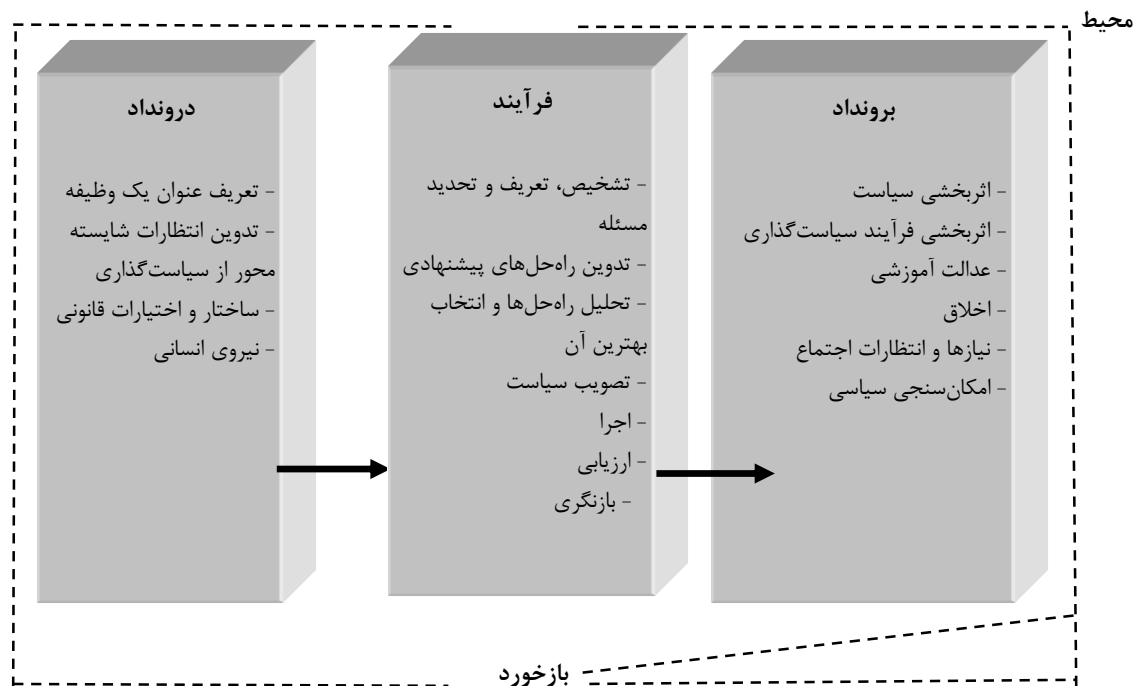 محیط
درونداد
- تعریف عنوان یک وظیفه
- تدوین انتظارات شایسته
محور از سیاست‌گذاری
- ساختار و اختیارات قانونی
- نیروی انسانی
فرآیند
- تشخیص، تعریف و تحدید
مسئله
- تدوین راه‌حل‌های پیشنهادی
- تحلیل راه‌حل‌ها و انتخاب
بهترین آن
- تصویب سیاست
- اجرا
- ارزیابی
- بازنگری
برونداد
- اثربخشی سیاست
- اثربخشی فرآیند سیاست‌گذاری
- عدالت آموزشی
- اخلاق
- نیازها و انتظارات اجتماع
- امکان‌سنجی سیاسی
بازخورد